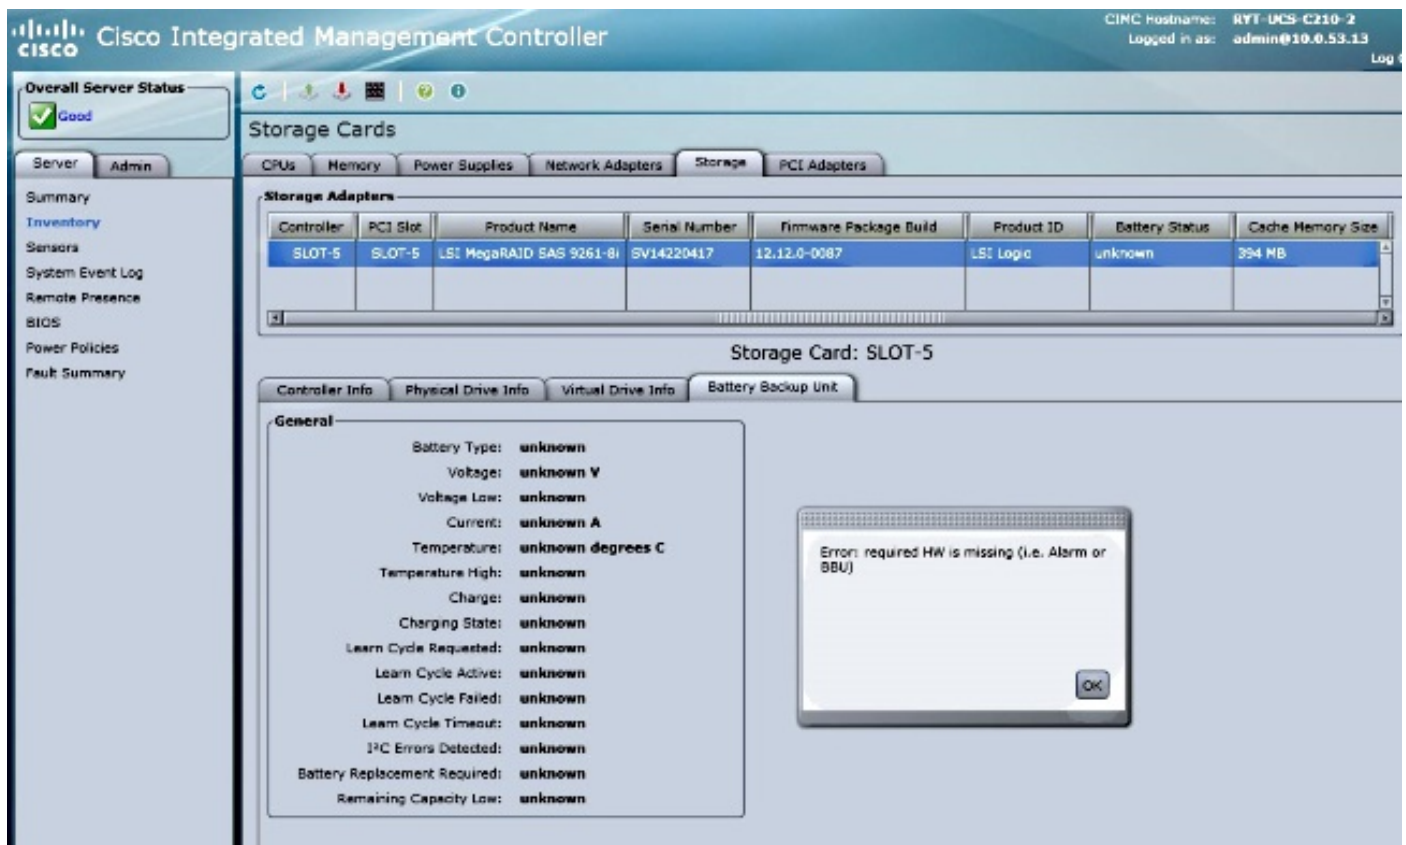 CISCO Cisco Integrated Management Controller
CIMC Hostname: RYT-UCS-C210-2
Logged in as: admin@10.0.53.13
Log
Overall Server Status
Good
Server Admin
Summary
Inventory
Sensors
System Event Log
Remote Presence
BIOS
Power Policies
Fault Summary
Storage Cards
CPUs Memory Power Supplies Network Adapters Storage PCI Adapters
Storage Adapters
Controller PCI Slot Product Name Serial Number Firmware Package Build Product ID Battery Status Cache Memory Size
SLOT-5 SLOT-5 LSI MegaRAID SAS 9261-8i SV14220417 12.12.0-0087 LSI Logic unknown 394 MB
Storage Card: SLOT-5
Controller Info Physical Drive Info Virtual Drive Info Battery Backup Unit
General
Battery Type: unknown
Voltage: unknown V
Voltage Low: unknown
Current: unknown A
Temperature: unknown degrees C
Temperature High: unknown
Charge: unknown
Charging State: unknown
Learn Cycle Requested: unknown
Learn Cycle Active: unknown
Learn Cycle Failed: unknown
Learn Cycle Timeout: unknown
I²C Errors Detected: unknown
Battery Replacement Required: unknown
Remaining Capacity Low: unknown
Error: required HW is missing (i.e. Alarm or
BBU)
OK